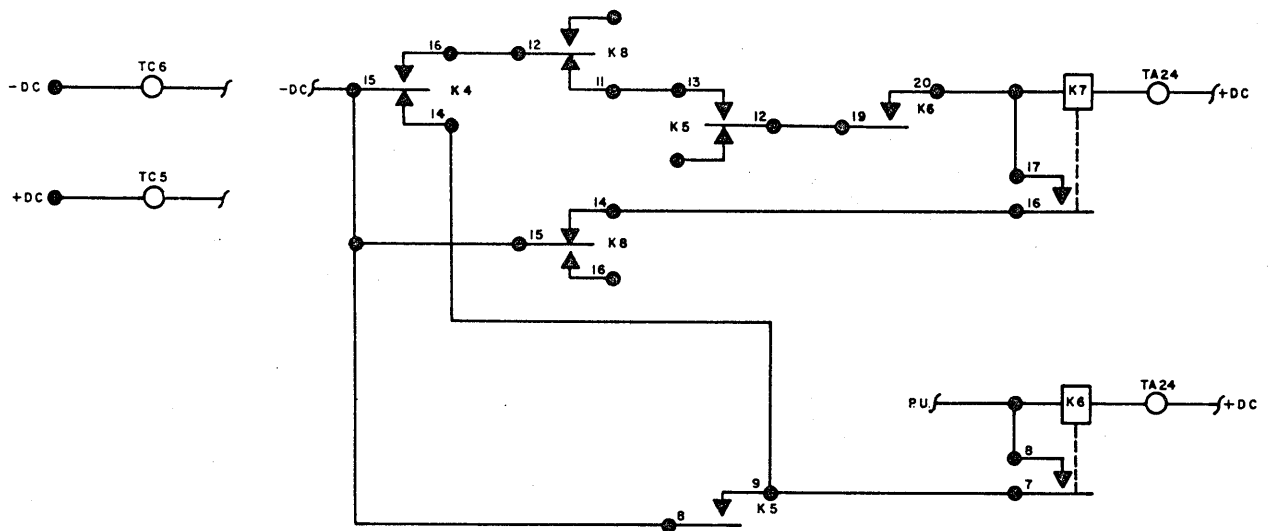 16 12 K8
TC6 15 TA24
-DC -DC K4 11 13 20 K7 +DC
K6
14 K5 12 19
TC5 17
+DC 14 16
15 K8
16
TA24
P.U. K6 +DC
8
9 7
K5
8